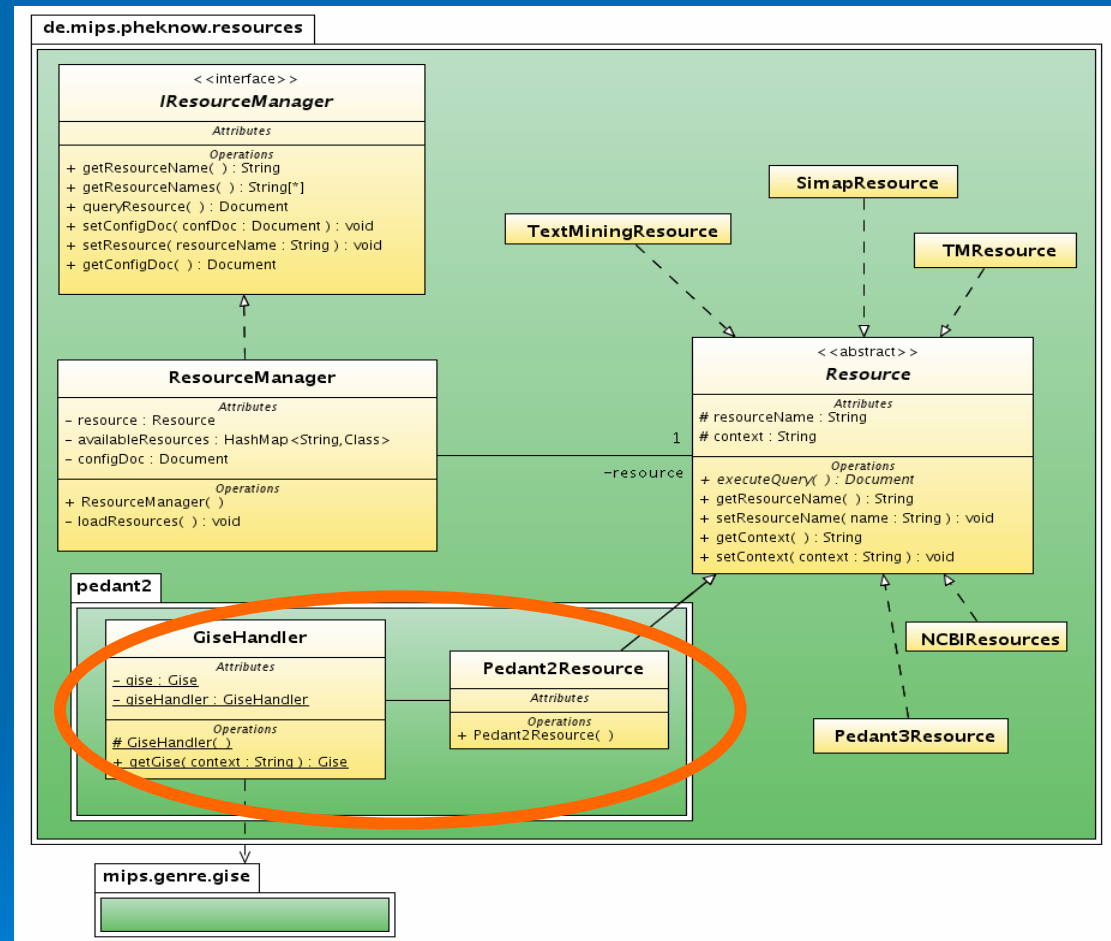 de.mips.pheknow.resources
<<interface>>
IResourceManager
Attributes
Operations
+ getResourceName( ) : String
+ getResourceNames( ) : String[*]
+ queryResource( ) : Document
+ setConfigDoc( confDoc : Document ) : void
+ setResource( resourceName : String ) : void
+ getConfigDoc( ) : Document
SimapResource
TextMiningResource
TMResource
ResourceManager
Attributes
- resource : Resource
- availableResources : HashMap<String,Class>
- configDoc : Document
Operations
+ ResourceManager( )
- loadResources( ) : void
1
-resource
<<abstract>>
Resource
Attributes
# resourceName : String
# context : String
Operations
+ executeQuery( ) : Document
+ getResourceName( ) : String
+ setResourceName( name : String ) : void
+ getContext( ) : String
+ setContext( context : String ) : void
pedant2
GiseHandler
Attributes
- gise : Gise
- giseHandler : GiseHandler
Operations
# GiseHandler( )
+ getGise( context : String ) : Gise
Pedant2Resource
Attributes
Operations
+ Pedant2Resource( )
NCBIResources
Pedant3Resource
mips.genre.gise